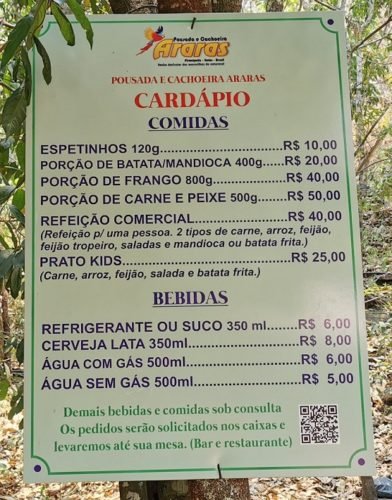 Pousada e Cachoeira
Araras
Pirenópolis - Goiás - Brasil
POUSADA E CACHOEIRA ARARAS
CARDÁPIO
COMIDAS
ESPETINHOS 120g..............................R$ 10,00
PORÇÃO DE BATATA/MANDIOCA 400g.....R$ 20,00
PORÇÃO DE FRANGO 800g.................R$ 40,00
PORÇÃO DE CARNE E PEIXE 500g........R$ 50,00
REFEIÇÃO COMERCIAL.......................R$ 40,00
(Refeição p/ uma pessoa. 2 tipos de carne, arroz, feijão,
feijão tropeiro, saladas e mandioca ou batata frita.)
PRATO KIDS.......................................R$ 25,00
(Carne, arroz, feijão, salada e batata frita.)
BEBIDAS
REFRIGERANTE OU SUCO 350 ml.......R$ 6,00
CERVEJA LATA 350ml.........................R$ 8,00
ÁGUA COM GÁS 500ml.......................R$ 6,00
ÁGUA SEM GÁS 500ml.......................R$ 5,00
Demais bebidas e comidas sob consulta
Os pedidos serão solicitados nos caixas e
levaremos até sua mesa. (Bar e restaurante)